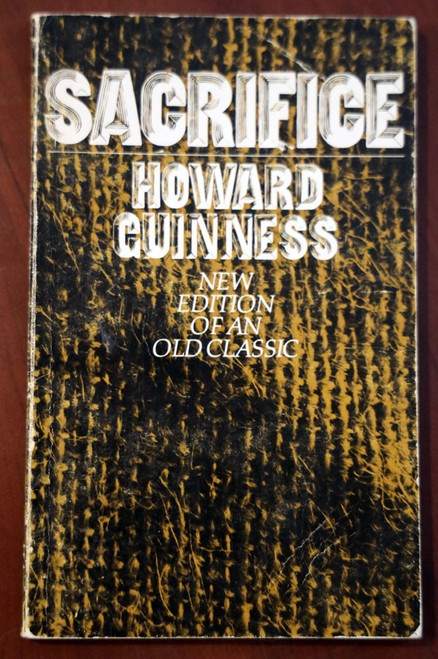 SACRIFICE
HOWARD
GUINNESS
NEW
EDITION
OF AN
OLD CLASSIC